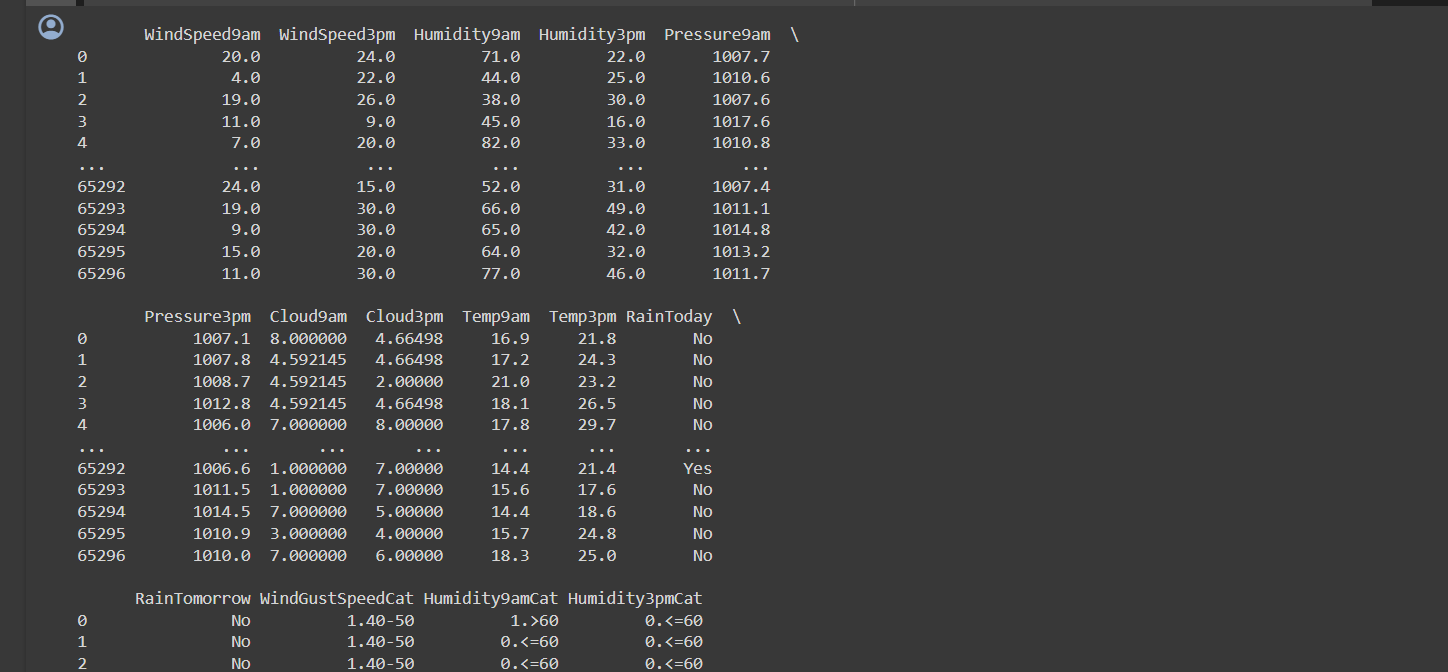 WindSpeed9am WindSpeed3pm Humidity9am Humidity3pm Pressure9am \
0 20.0 24.0 71.0 22.0 1007.7
1 4.0 22.0 44.0 25.0 1010.6
2 19.0 26.0 38.0 30.0 1007.6
3 11.0 9.0 45.0 16.0 1017.6
4 7.0 20.0 82.0 33.0 1010.8
... ... ... ... ... ...
65292 24.0 15.0 52.0 31.0 1007.4
65293 19.0 30.0 66.0 49.0 1011.1
65294 9.0 30.0 65.0 42.0 1014.8
65295 15.0 20.0 64.0 32.0 1013.2
65296 11.0 30.0 77.0 46.0 1011.7
Pressure3pm Cloud9am Cloud3pm Temp9am Temp3pm RainToday \
0 1007.1 8.000000 4.66498 16.9 21.8 No
1 1007.8 4.592145 4.66498 17.2 24.3 No
2 1008.7 4.592145 2.00000 21.0 23.2 No
3 1012.8 4.592145 4.66498 18.1 26.5 No
4 1006.0 7.000000 8.00000 17.8 29.7 No
... ... ... ... ... ... ...
65292 1006.6 1.000000 7.00000 14.4 21.4 Yes
65293 1011.5 1.000000 7.00000 15.6 17.6 No
65294 1014.5 7.000000 5.00000 14.4 18.6 No
65295 1010.9 3.000000 4.00000 15.7 24.8 No
65296 1010.0 7.000000 6.00000 18.3 25.0 No
RainTomorrow WindGustSpeedCat Humidity9amCat Humidity3pmCat
0 No 1.40-50 1.>60 0.<=60
1 No 1.40-50 0.<=60 0.<=60
2 No 1.40-50 0.<=60 0.<=60